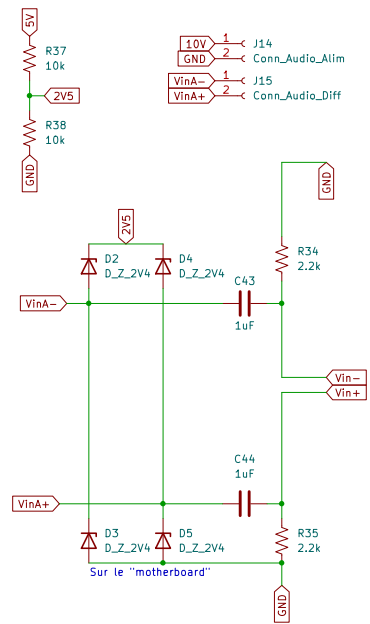 5V
R37
10k
2V5
R38
10k
GND
10V 1 J14
GND 2 Conn_Audio_Alim
VinA- 1 J15
VinA+ 2 Conn_Audio_Diff
GND
2V5
R34
2.2k
D2
D_Z_2V4
D4
D_Z_2V4
C43
1uF
VinA-
Vin-
Vin+
C44
1uF
VinA+
D3
D_Z_2V4
D5
D_Z_2V4
R35
2.2k
Sur le "motherboard"
GND